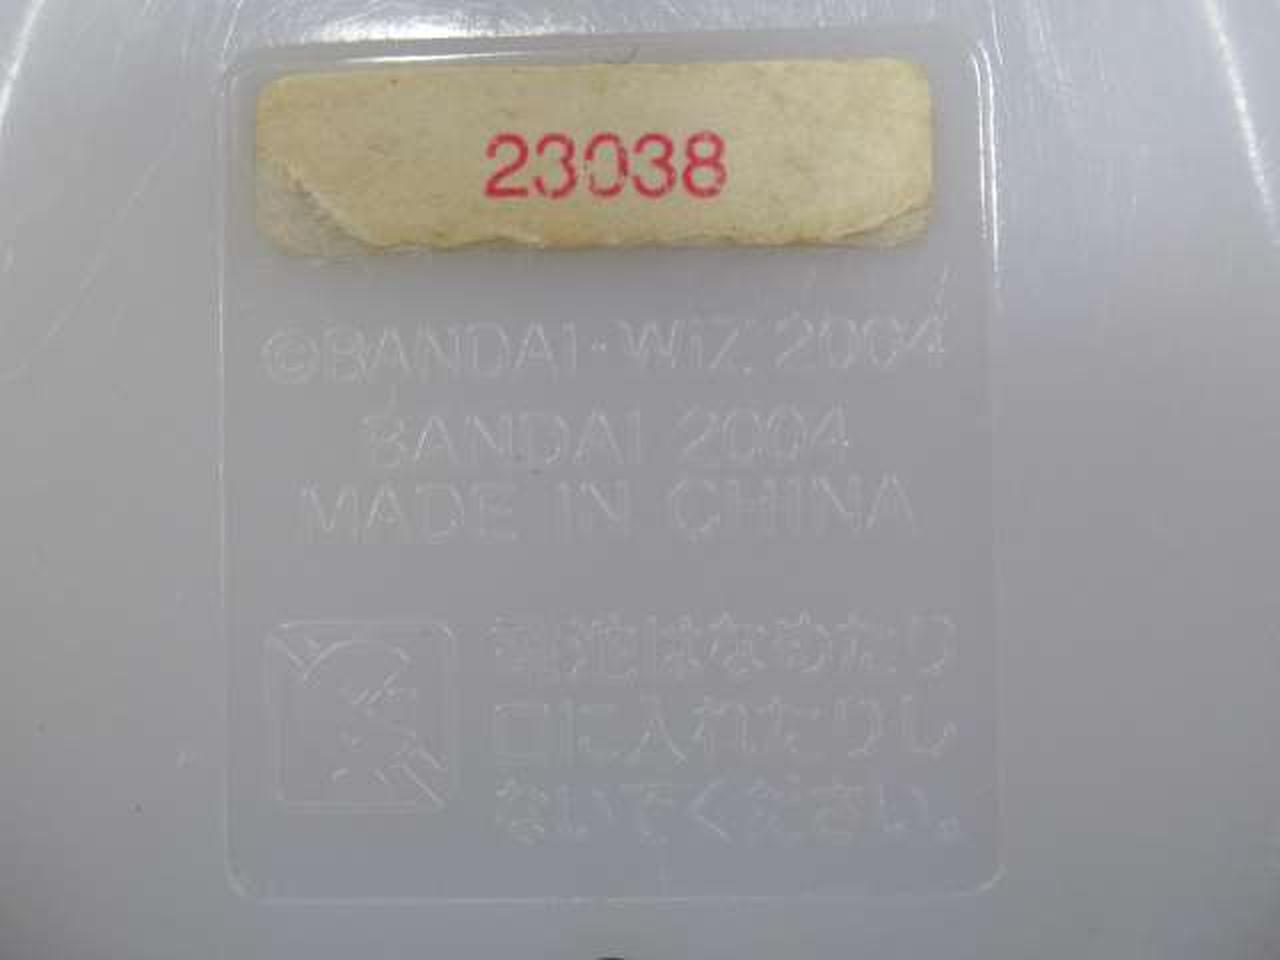 23038
©BANDAI・WiZ 2004
BANDAI 2004
MADE IN CHINA
電池はなめたり
口に入れたりし
ないでください。